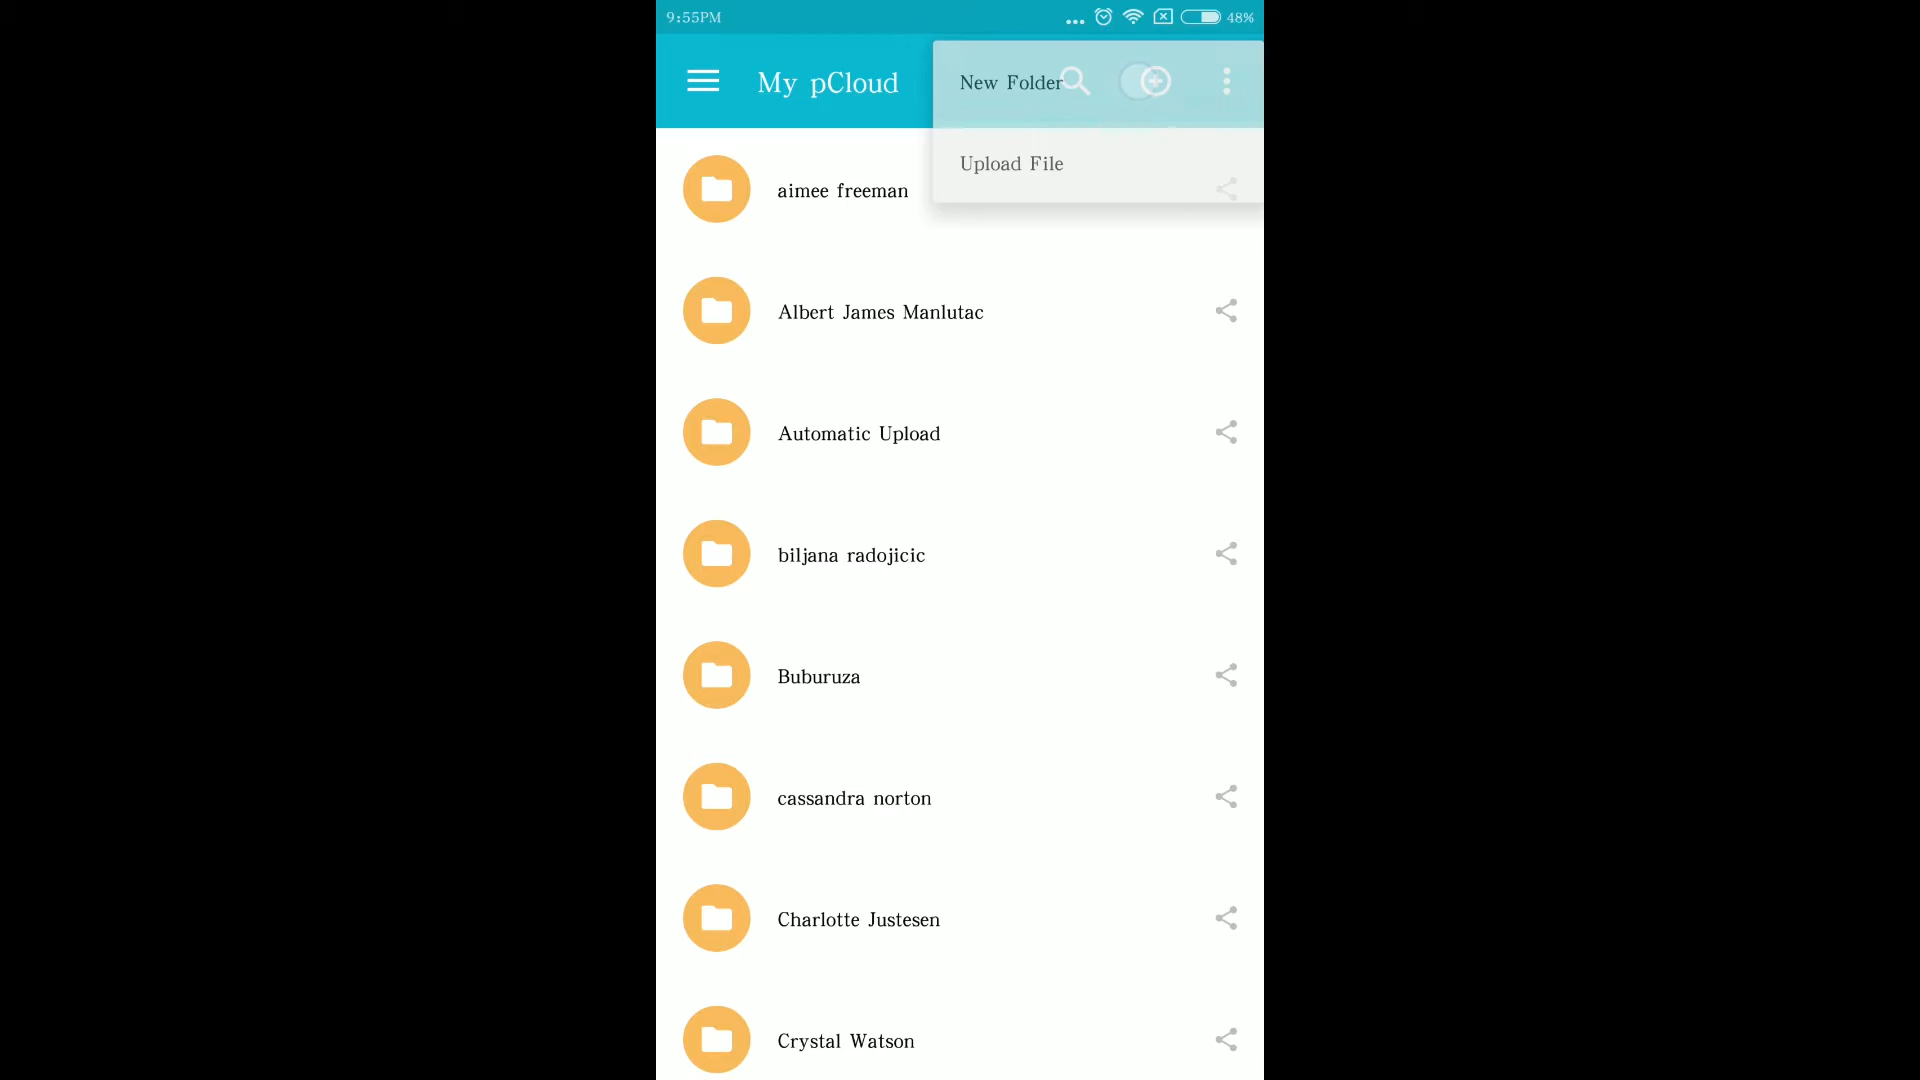 9:55PM
48%
My pCloud
New Folder
Upload File
aimee freeman
Albert James Manlutac
Automatic Upload
biljana radojicic
Buburuza
cassandra norton
Charlotte Justesen
Crystal Watson